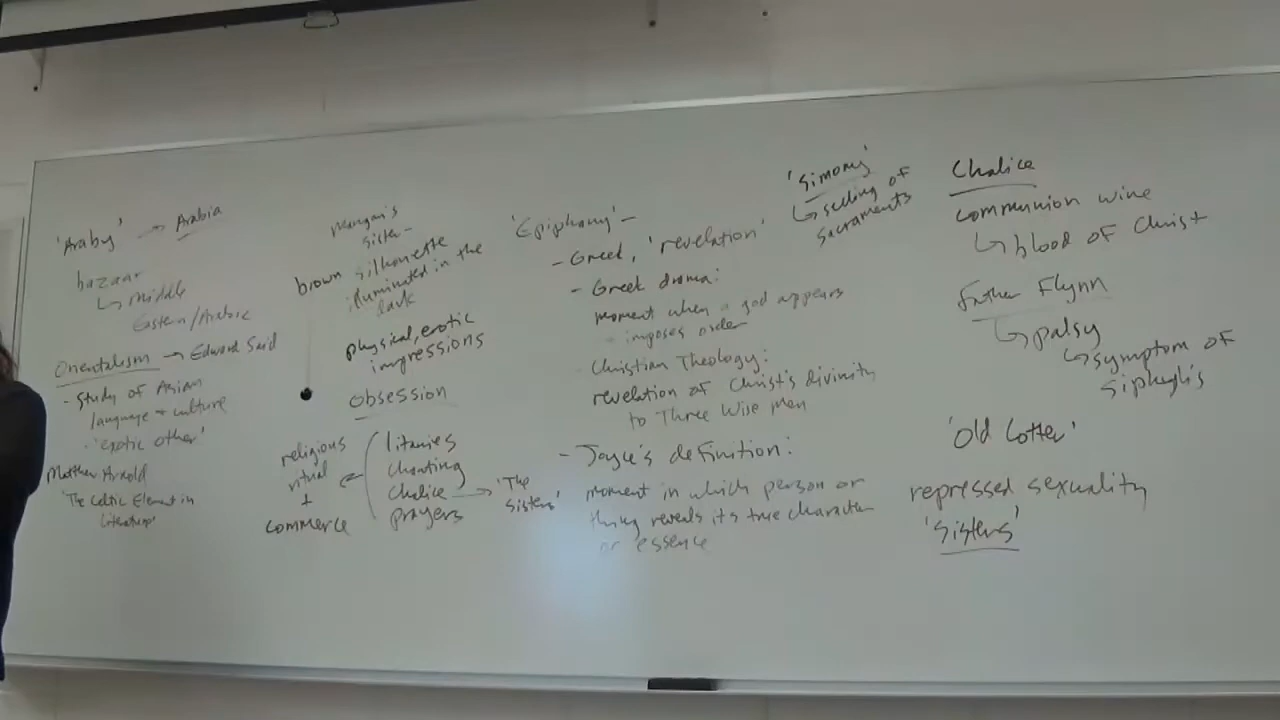 'Araby' → Arabia
bazaar
↳ Middle
Eastern/Arabic
Orientalism → Edward Said
- Study of Asian
language + culture
- 'exotic other'
Matthew Arnold
'The Celtic Element in
Literature'
Mangan's
sister -
brown silhouette
illuminated in the
dark
physical, erotic
impressions
obsession
religious
ritual
+
commerce
litanies
chanting
chalice → 'The
Sisters'
prayers
'Epiphany' -
- Greek, 'revelation'
- Greek drama:
moment when a god appears
+ imposes order
Christian Theology:
revelation of Christ's divinity
to Three Wise Men
- Joyce's definition:
moment in which person or
thing reveals its true character
or essence
'Simony'
↳ selling of
sacraments
Chalice
communion wine
↳ blood of Christ
Father Flynn
↳ palsy
↳ symptom of
siphylis
'Old Cotter'
repressed sexuality
'Sisters'